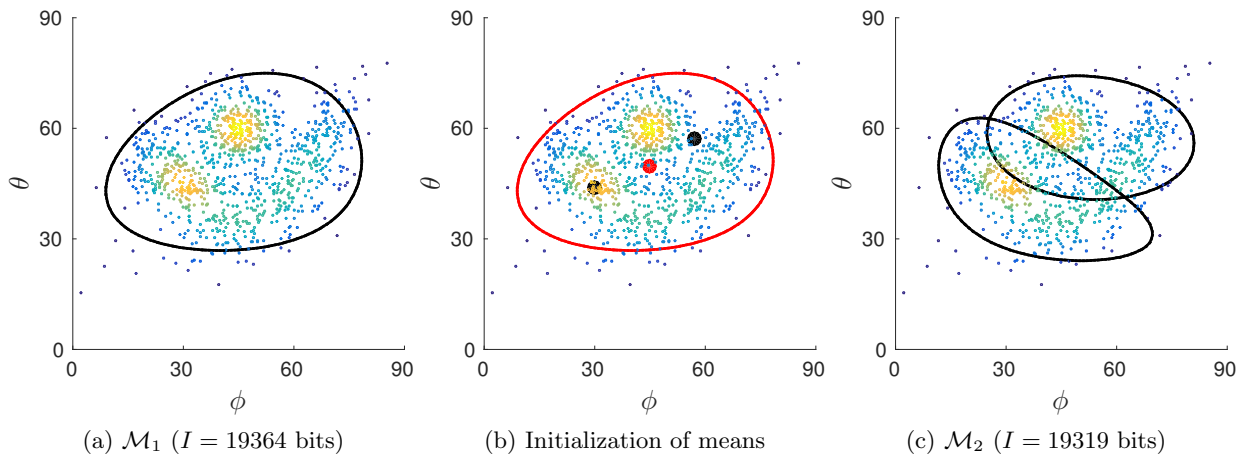 90
60
30
0
θ
0 30 60 90
ϕ
(a) ℳ₁ (I = 19364 bits)
90
60
30
0
θ
0 30 60 90
ϕ
(b) Initialization of means
90
60
30
0
θ
0 30 60 90
ϕ
(c) ℳ₂ (I = 19319 bits)